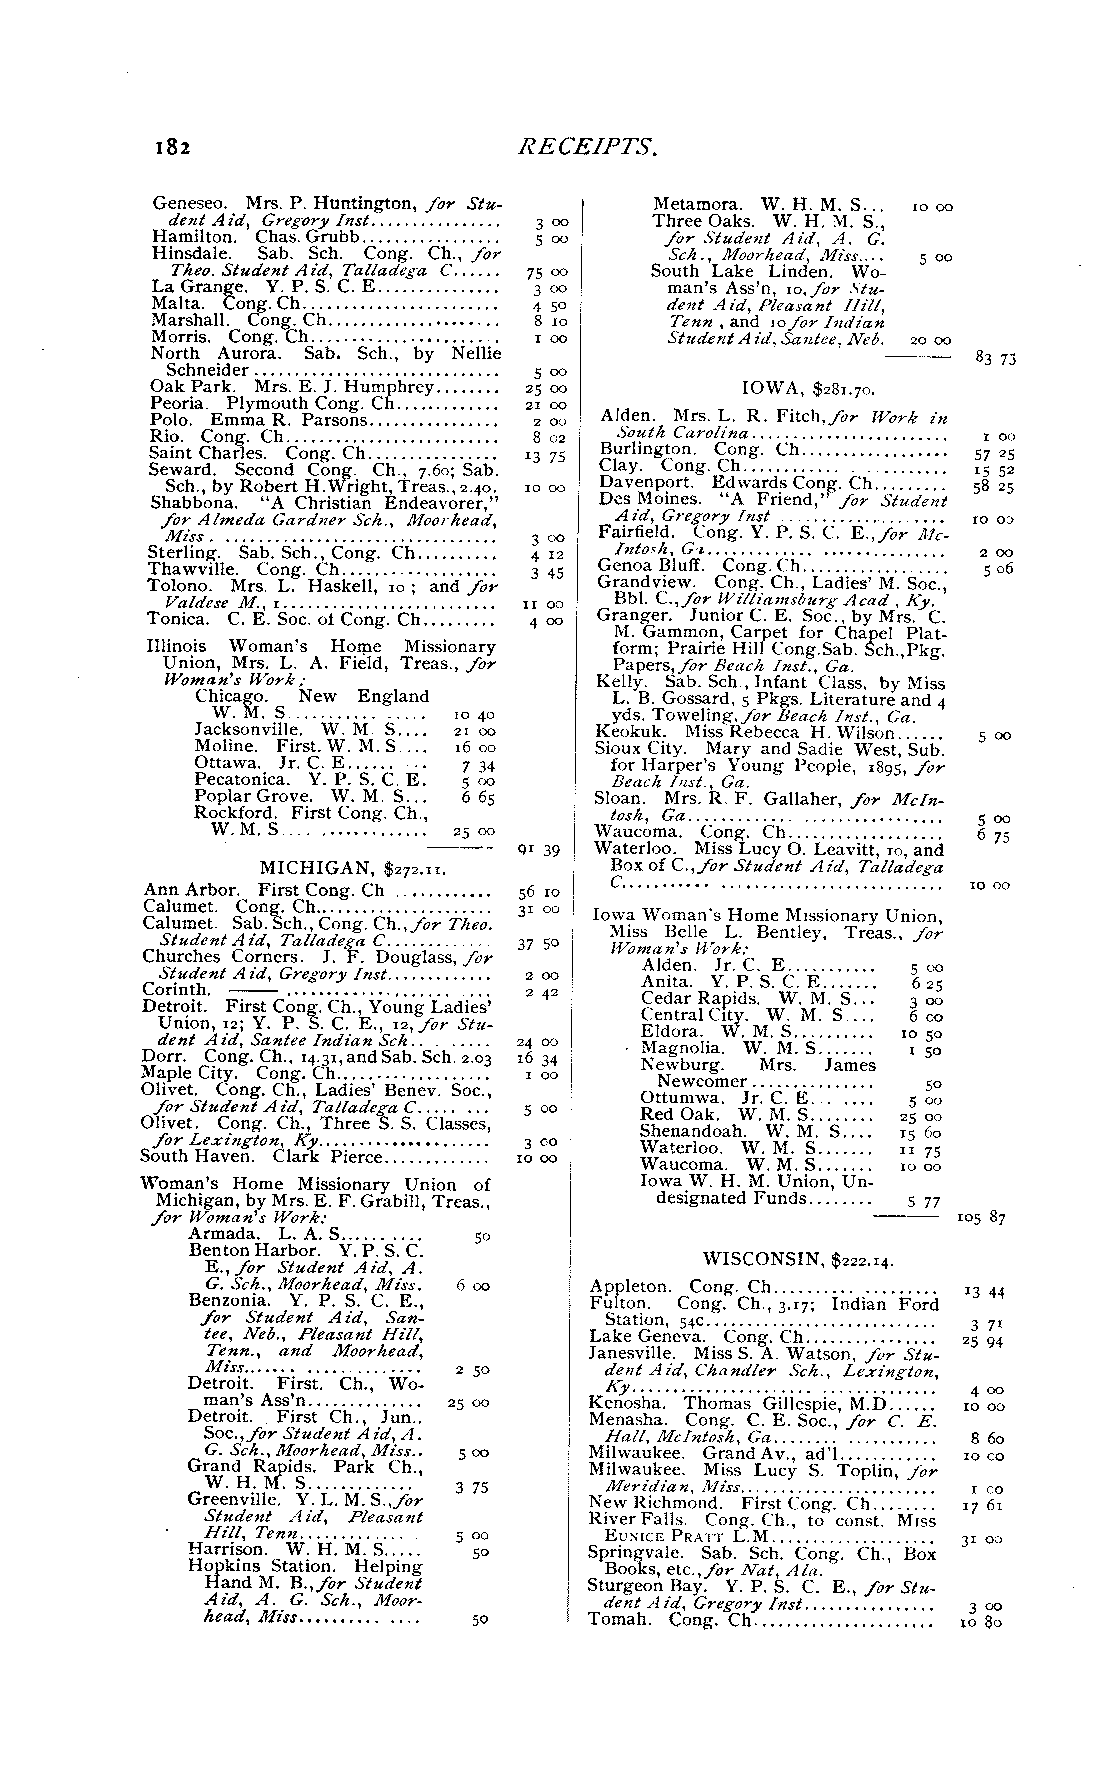 182 RECEIPTS.
Geneseo. Mrs. P. Huntington, for Stu-
dent Aid, Gregory Inst................ 3 00
Hamilton. Chas. Grubb................. 5 00
Hinsdale. Sab. Sch. Cong. Ch., for
Theo. Student Aid, Talladega C...... 75 00
La Grange. Y. P. S. C. E............... 3 00
Malta. Cong. Ch........................ 4 50
Marshall. Cong. Ch..................... 8 10
Morris. Cong. Ch....................... 1 00
North Aurora. Sab. Sch., by Nellie
Schneider.............................. 5 00
Oak Park. Mrs. E. J. Humphrey........ 25 00
Peoria. Plymouth Cong. Ch............. 21 00
Polo. Emma R. Parsons................ 2 00
Rio. Cong. Ch.......................... 8 02
Saint Charles. Cong. Ch................ 13 75
Seward. Second Cong. Ch., 7.60; Sab.
Sch., by Robert H. Wright, Treas., 2.40. 10 00
Shabbona. "A Christian Endeavorer,"
for Almeda Gardner Sch., Moorhead,
Miss................................... 3 00
Sterling. Sab. Sch., Cong. Ch.......... 4 12
Thawville. Cong. Ch................... 3 45
Tolono. Mrs. L. Haskell, 10; and for
Valdese M., 1.......................... 11 00
Tonica. C. E. Soc. of Cong. Ch......... 4 00
Illinois Woman's Home Missionary
Union, Mrs. L. A. Field, Treas., for
Woman's Work:
Chicago. New England
W. M. S................ 10 40
Jacksonville. W. M. S.... 21 00
Moline. First. W. M. S.... 16 00
Ottawa. Jr. C. E......... 7 34
Pecatonica. Y. P. S. C. E. 5 00
Poplar Grove. W. M. S... 6 65
Rockford. First Cong. Ch.,
W. M. S................. 25 00
91 39
MICHIGAN, $272.11.
Ann Arbor. First Cong. Ch............ 56 10
Calumet. Cong. Ch..................... 31 00
Calumet. Sab. Sch., Cong. Ch., for Theo.
Student Aid, Talladega C............. 37 50
Churches Corners. J. F. Douglass, for
Student Aid, Gregory Inst............. 2 00
Corinth. —— ......................... 2 42
Detroit. First Cong. Ch., Young Ladies'
Union, 12; Y. P. S. C. E., 12, for Stu-
dent Aid, Santee Indian Sch.......... 24 00
Dorr. Cong. Ch., 14.31, and Sab. Sch. 2.03 16 34
Maple City. Cong. Ch................... 1 00
Olivet. Cong. Ch., Ladies' Benev. Soc.,
for Student Aid, Talladega C......... 5 00
Olivet. Cong. Ch., Three S. S. Classes,
for Lexington, Ky..................... 3 00
South Haven. Clark Pierce............. 10 00
Woman's Home Missionary Union of
Michigan, by Mrs. E. F. Grabill, Treas.,
for Woman's Work:
Armada. L. A. S.......... 50
Benton Harbor. Y. P. S. C.
E., for Student Aid, A.
G. Sch., Moorhead, Miss. 6 00
Benzonia. Y. P. S. C. E.,
for Student Aid, San-
tee, Neb., Pleasant Hill,
Tenn., and Moorhead,
Miss..................... 2 50
Detroit. First. Ch., Wo-
man's Ass'n............. 25 00
Detroit. First Ch., Jun..
Soc., for Student Aid, A.
G. Sch., Moorhead, Miss.. 5 00
Grand Rapids. Park Ch.,
W. H. M. S............. 3 75
Greenville. Y. L. M. S., for
Student Aid, Pleasant
Hill, Tenn.............. 5 00
Harrison. W. H. M. S..... 50
Hopkins Station. Helping
Hand M. B., for Student
Aid, A. G. Sch., Moor-
head, Miss.............. 50
Metamora. W. H. M. S... 10 00
Three Oaks. W. H. M. S.,
for Student Aid, A. G.
Sch., Moorhead, Miss.... 5 00
South Lake Linden. Wo-
man's Ass'n, 10, for Stu-
dent Aid, Pleasant Hill,
Tenn., and 10 for Indian
Student Aid, Santee, Neb. 20 00
83 73
IOWA, $281.70.
Alden. Mrs. L. R. Fitch, for Work in
South Carolina........................ 1 00
Burlington. Cong. Ch.................. 57 25
Clay. Cong. Ch........................ 15 52
Davenport. Edwards Cong. Ch......... 58 25
Des Moines. "A Friend," for Student
Aid, Gregory Inst .................... 10 00
Fairfield. Cong. Y. P. S. C. E., for Mc-
Intosh, Ga............................ 2 00
Genoa Bluff. Cong. Ch................. 5 06
Grandview. Cong. Ch., Ladies' M. Soc.,
Bbl. C., for Williamsburg Acad., Ky.
Granger. Junior C. E. Soc., by Mrs. C.
M. Gammon, Carpet for Chapel Plat-
form; Prairie Hill Cong. Sab. Sch., Pkg.
Papers, for Beach Inst., Ga.
Kelly. Sab. Sch., Infant Class, by Miss
L. B. Gossard, 5 Pkgs. Literature and 4
yds. Toweling, for Beach Inst., Ga.
Keokuk. Miss Rebecca H. Wilson...... 5 00
Sioux City. Mary and Sadie West, Sub.
for Harper's Young People, 1895, for
Beach Inst., Ga.
Sloan. Mrs. R. F. Gallaher, for McIn-
tosh, Ga.............................. 5 00
Waucoma. Cong. Ch................... 6 75
Waterloo. Miss Lucy O. Leavitt, 10, and
Box of C., for Student Aid, Talladega
C...................................... 10 00
Iowa Woman's Home Missionary Union,
Miss Belle L. Bentley, Treas., for
Woman's Work:
Alden. Jr. C. E........... 5 00
Anita. Y. P. S. C. E....... 6 25
Cedar Rapids. W. M. S... 3 00
Central City. W. M. S.... 6 00
Eldora. W. M. S.......... 10 50
Magnolia. W. M. S....... 1 50
Newburg. Mrs. James
Newcomer............... 50
Ottumwa. Jr. C. E........ 5 00
Red Oak. W. M. S........ 25 00
Shenandoah. W. M. S.... 15 60
Waterloo. W. M. S....... 11 75
Waucoma. W. M. S....... 10 00
Iowa W. H. M. Union, Un-
designated Funds........ 5 77
105 87
WISCONSIN, $222.14.
Appleton. Cong. Ch.................... 13 44
Fulton. Cong. Ch., 3.17; Indian Ford
Station, 54c............................ 3 71
Lake Geneva. Cong. Ch................ 25 94
Janesville. Miss S. A. Watson, for Stu-
dent Aid, Chandler Sch., Lexington,
Ky..................................... 4 00
Kenosha. Thomas Gillespie, M.D...... 10 00
Menasha. Cong. C. E. Soc., for C. E.
Hall, McIntosh, Ga.................... 8 60
Milwaukee. Grand Av., ad'l............ 10 00
Milwaukee. Miss Lucy S. Toplin, for
Meridian, Miss........................ 1 00
New Richmond. First Cong. Ch........ 17 61
River Falls. Cong. Ch., to const. Miss
EUNICE PRATT L.M.................... 31 00
Springvale. Sab. Sch. Cong. Ch., Box
Books, etc., for Nat, Ala.
Sturgeon Bay. Y. P. S. C. E., for Stu-
dent Aid, Gregory Inst................ 3 00
Tomah. Cong. Ch...................... 10 80